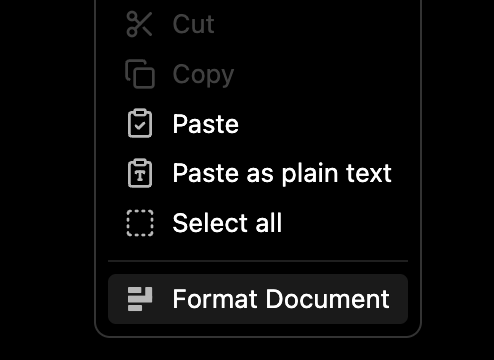 Cut
Copy
Paste
Paste as plain text
Select all
Format Document